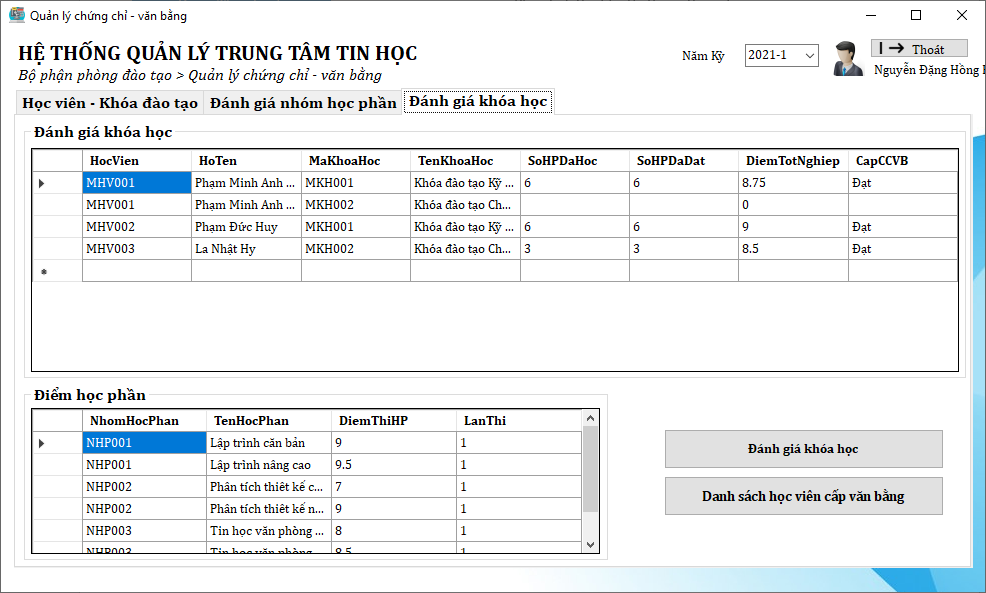 Quản lý chứng chỉ - văn bằng
HỆ THỐNG QUẢN LÝ TRUNG TÂM TIN HỌC
Bộ phận phòng đào tạo > Quản lý chứng chỉ - văn bằng
Năm Kỳ 2021-1 Thoát
Nguyễn Đặng Hồng
Học viên - Khóa đào tạo Đánh giá nhóm học phần Đánh giá khóa học
Đánh giá khóa học
HocVien HoTen MaKhoaHoc TenKhoaHoc SoHPDaHoc SoHPDaDat DiemTotNghiep CapCCVB
MHV001 Phạm Minh Anh ... MKH001 Khóa đào tạo Kỹ ... 6 6 8.75 Đạt
MHV001 Phạm Minh Anh ... MKH002 Khóa đào tạo Ch... 0
MHV002 Phạm Đức Huy MKH001 Khóa đào tạo Kỹ ... 6 6 9 Đạt
MHV003 La Nhật Hy MKH002 Khóa đào tạo Ch... 3 3 8.5 Đạt
Điểm học phần
NhomHocPhan TenHocPhan DiemThiHP LanThi
NHP001 Lập trình căn bản 9 1
NHP001 Lập trình nâng cao 9.5 1
NHP002 Phân tích thiêt kế c... 7 1
NHP002 Phân tích thiêt kế n... 9 1
NHP003 Tin học văn phòng ... 8 1
NHP003 Tin học văn phòng 8.5 1
Đánh giá khóa học
Danh sách học viên cấp văn bằng